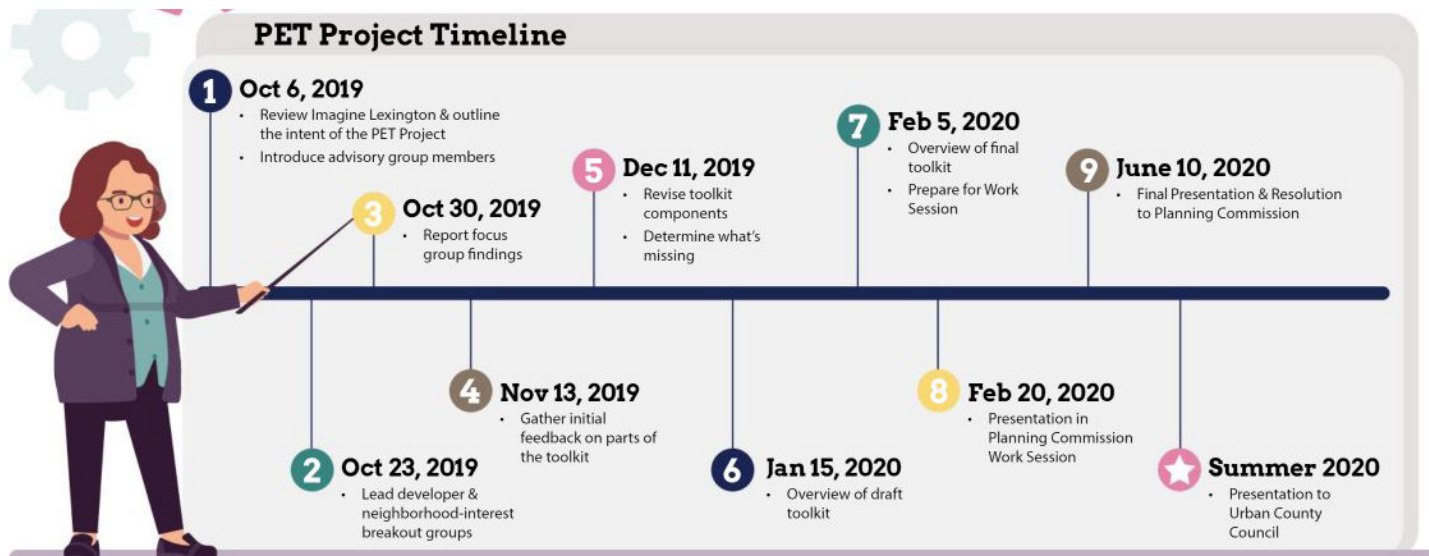 PET Project Timeline
1
Oct 6, 2019
• Review Imagine Lexington & outline
the intent of the PET Project
• Introduce advisory group members
2
Oct 23, 2019
• Lead developer &
neighborhood-interest
breakout groups
3
Oct 30, 2019
• Report focus
group findings
4
Nov 13, 2019
• Gather initial
feedback on parts of
the toolkit
5
Dec 11, 2019
• Revise toolkit
components
• Determine what's
missing
6
Jan 15, 2020
• Overview of draft
toolkit
7
Feb 5, 2020
• Overview of final
toolkit
• Prepare for Work
Session
8
Feb 20, 2020
• Presentation in
Planning Commission
Work Session
9
June 10, 2020
• Final Presentation & Resolution
to Planning Commission
Summer 2020
• Presentation to
Urban County
Council